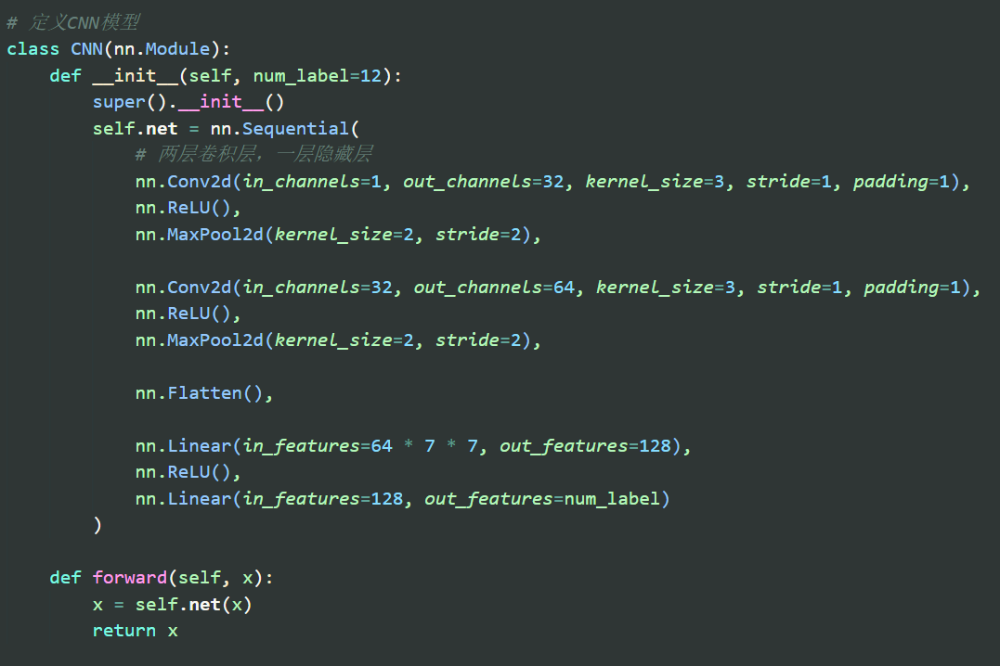 # 定义CNN模型
class CNN(nn.Module):
    def __init__(self, num_label=12):
        super().__init__()
        self.net = nn.Sequential(
            # 两层卷积层，一层隐藏层
            nn.Conv2d(in_channels=1, out_channels=32, kernel_size=3, stride=1, padding=1),
            nn.ReLU(),
            nn.MaxPool2d(kernel_size=2, stride=2),

            nn.Conv2d(in_channels=32, out_channels=64, kernel_size=3, stride=1, padding=1),
            nn.ReLU(),
            nn.MaxPool2d(kernel_size=2, stride=2),

            nn.Flatten(),

            nn.Linear(in_features=64 * 7 * 7, out_features=128),
            nn.ReLU(),
            nn.Linear(in_features=128, out_features=num_label)
        )

    def forward(self, x):
        x = self.net(x)
        return x